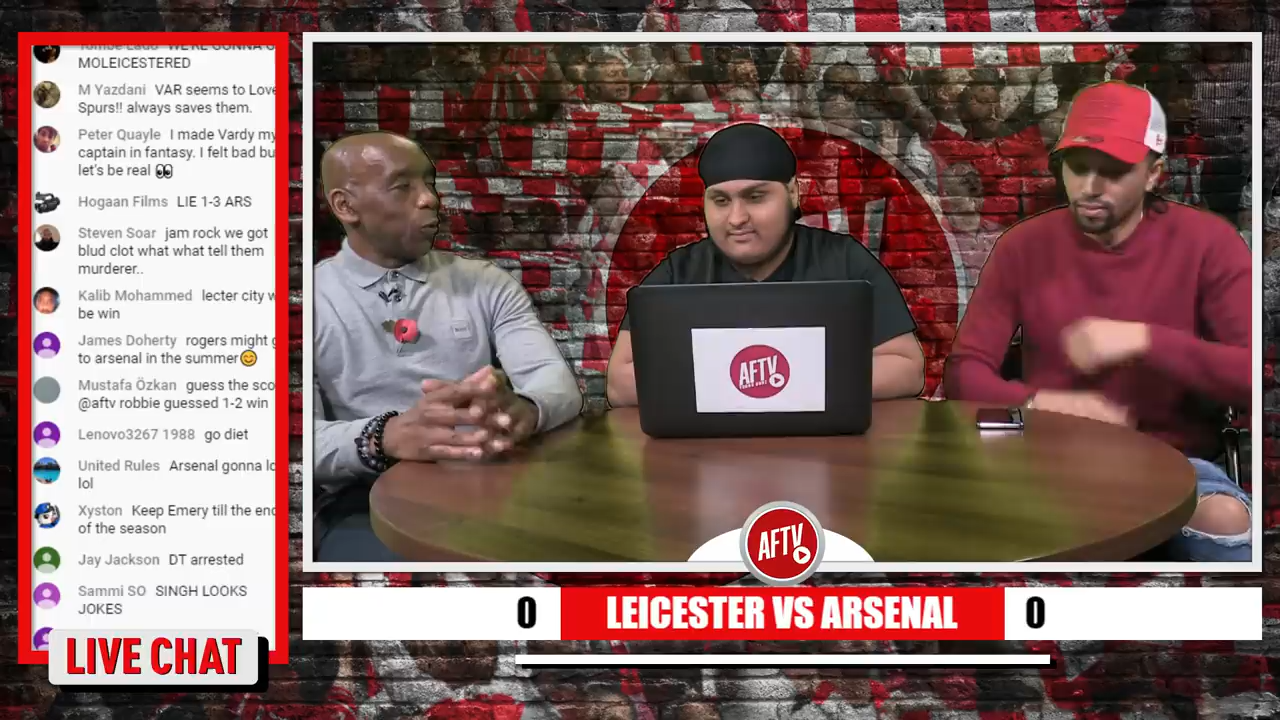 Tombe Lado WE'RE GONNA G
MOLEICESTERED
M Yazdani VAR seems to Love
Spurs!! always saves them.
Peter Quayle I made Vardy my
captain in fantasy. I felt bad bu
let's be real 👀
Hogaan Films LIE 1-3 ARS
Steven Soar jam rock we got
blud clot what what tell them
murderer..
Kalib Mohammed lecter city w
be win
James Doherty rogers might g
to arsenal in the summer😊
Mustafa Özkan guess the sco
@aftv robbie guessed 1-2 win
Lenovo3267 1988 go diet
United Rules Arsenal gonna lo
lol
Xyston Keep Emery till the end
of the season
Jay Jackson DT arrested
Sammi SO SINGH LOOKS
JOKES
LIVE CHAT
AFTV
AFTV
0 LEICESTER VS ARSENAL 0